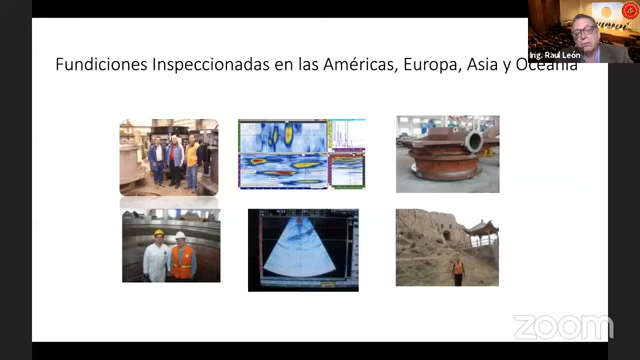 Fundiciones Inspeccionadas en las Américas, Europa, Asia y Oceanía
Ing. Raul León
zoom